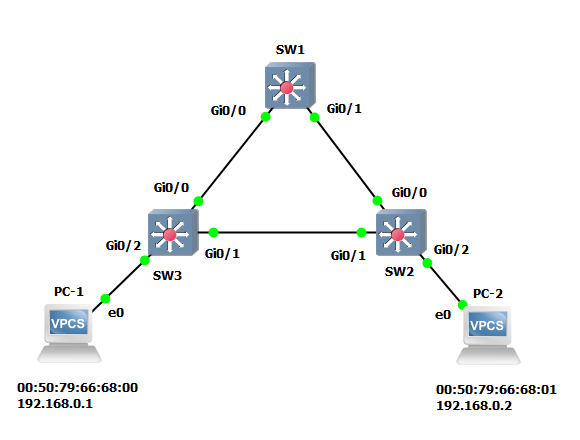 SW1
Gi0/0
Gi0/1
Gi0/0
Gi0/0
Gi0/2
Gi0/1
Gi0/1
Gi0/2
SW3
SW2
PC-1
PC-2
e0
e0
VPCS
VPCS
00:50:79:66:68:00
192.168.0.1
00:50:79:66:68:01
192.168.0.2